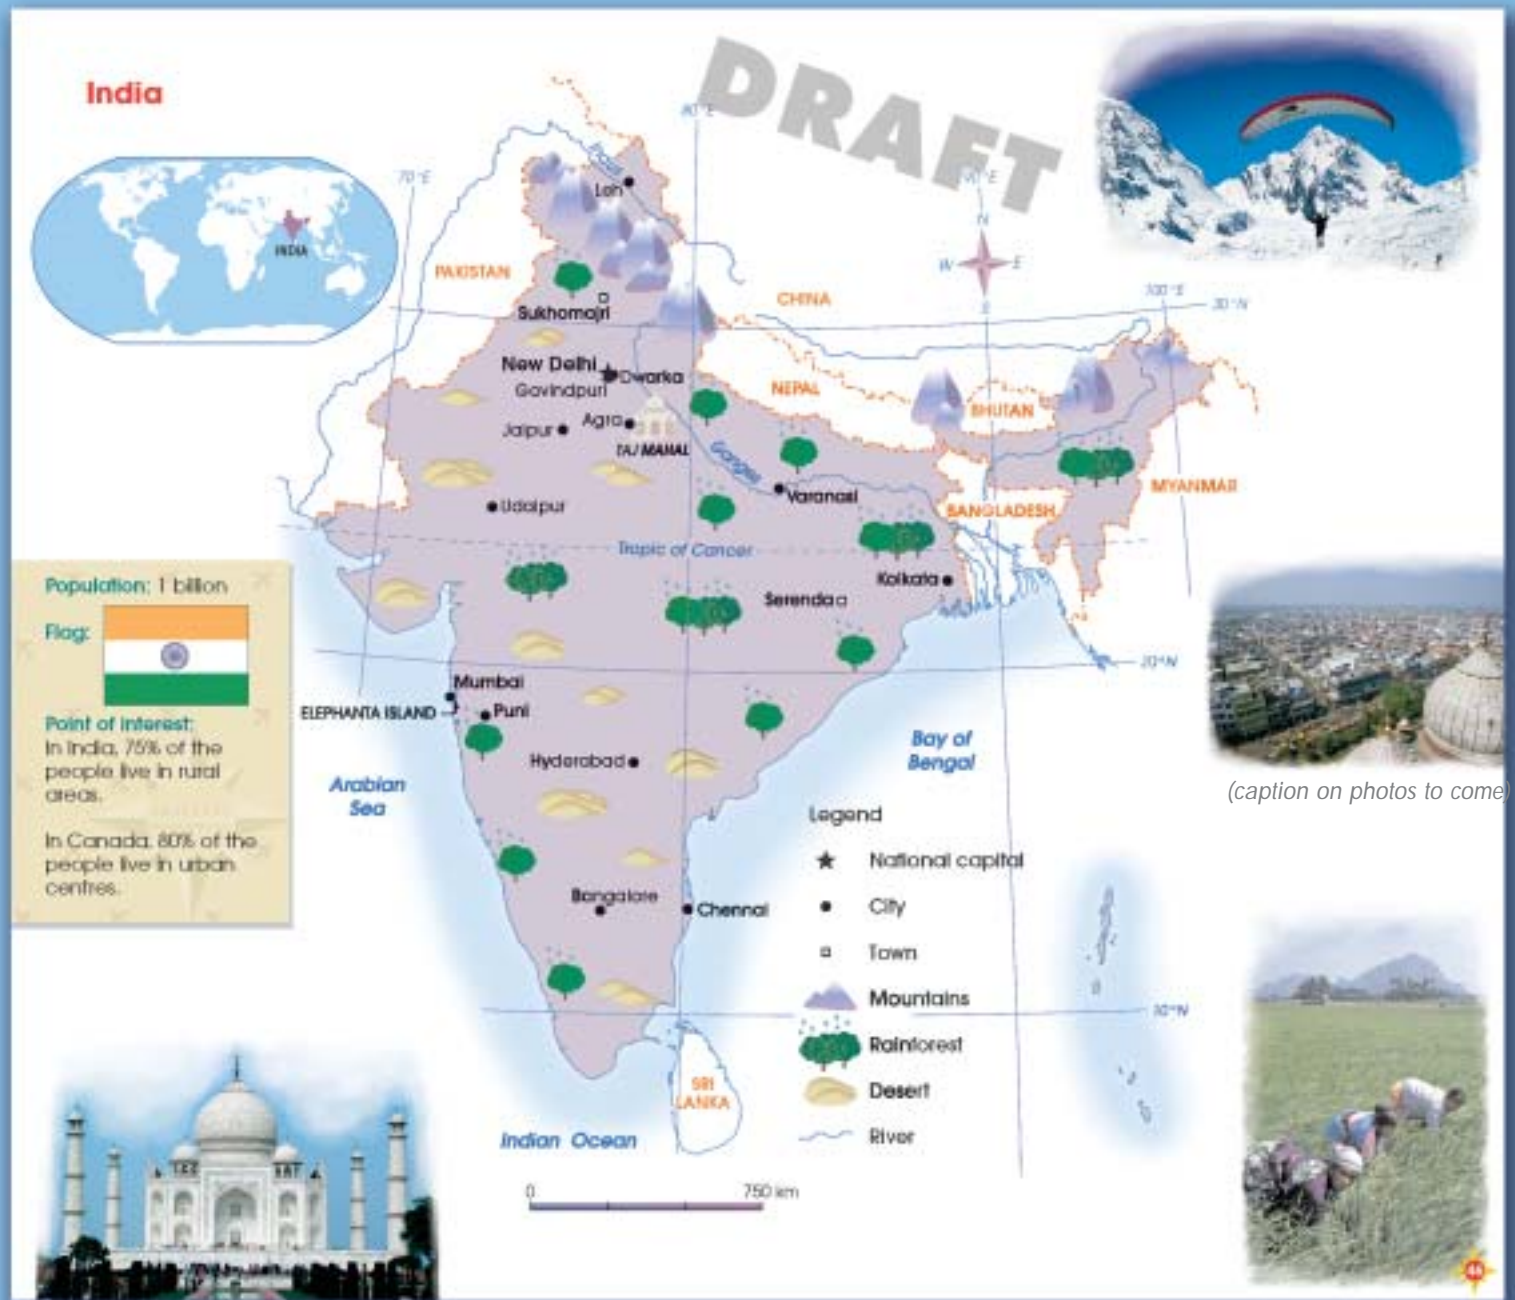 India
DRAFT
80°E
70°E
Leh
N
W
E
INDIA
PAKISTAN
CHINA
100°E
30°N
Sukhomajri
New Delhi
Dwarka
Govindpuri
NEPAL
BHUTAN
Jaipur
Agra
TAJ MAHAL
Ganges
Varanasi
MYANMAR
BANGLADESH
Udaipur
Tropic of Cancer
Kolkata
Serenda
Population: 1 billion
Flag:
20°N
Mumbai
ELEPHANTA ISLAND
Puni
Point of interest:
In India, 75% of the
people live in rural
areas.
In Canada, 80% of the
people live in urban
centres.
Hyderabad
Bay of
Bengal
Arabian
Sea
(caption on photos to come)
Legend
National capital
City
Town
Mountains
Rainforest
Desert
River
Bangalore
Chennai
10°N
SRI
LANKA
Indian Ocean
0
750 km